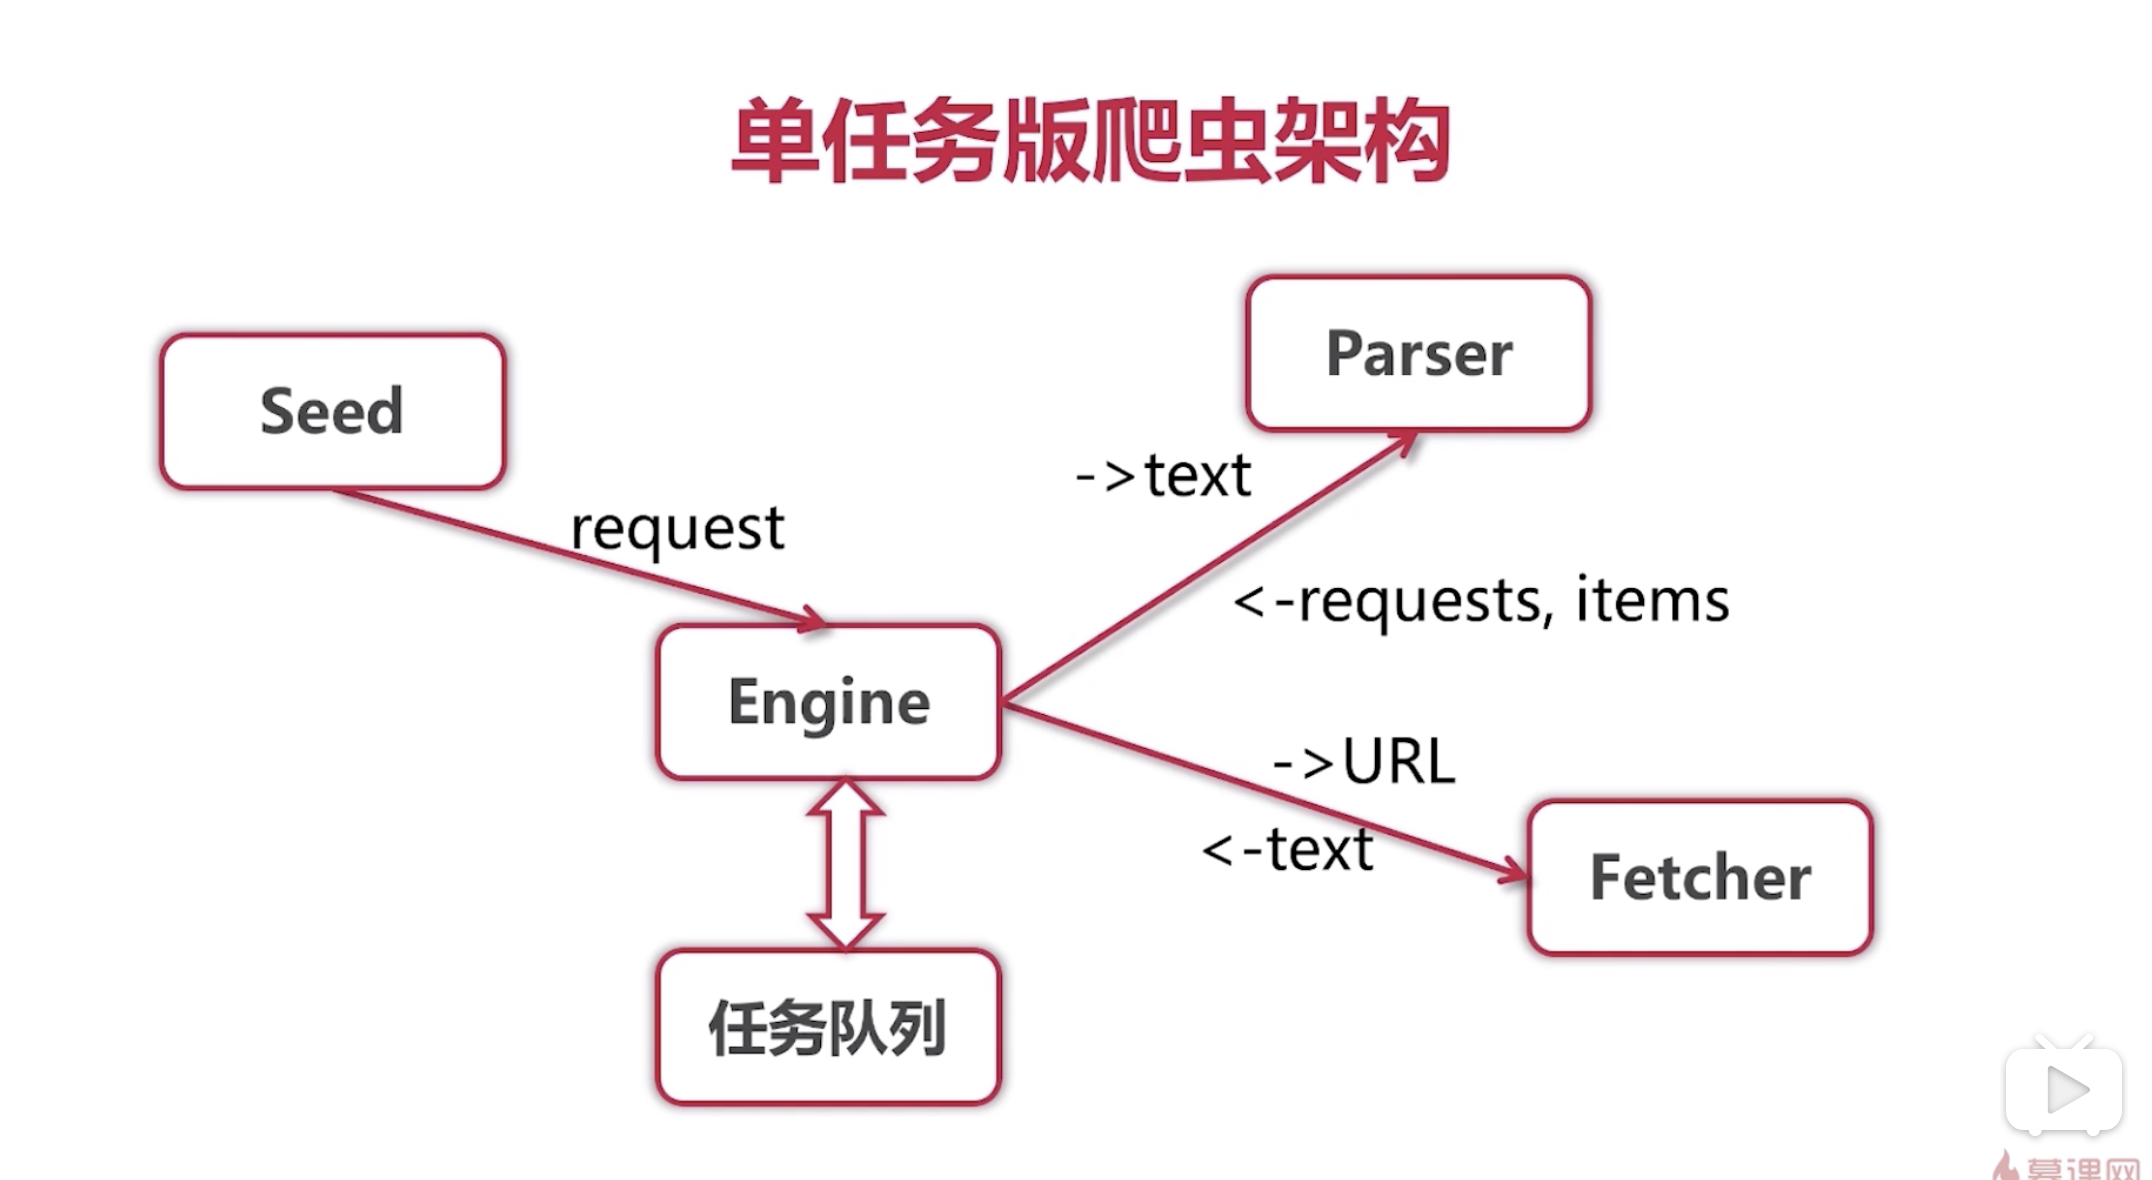 单任务版爬虫架构
Seed
Parser
request
->text
<-requests, items
Engine
->URL
<-text
Fetcher
任务队列
慕课网